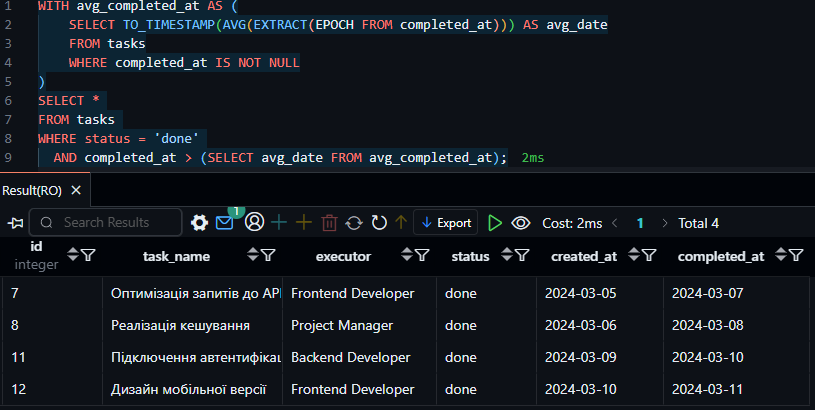 1 WITH avg_completed_at AS (
2 SELECT TO_TIMESTAMP(AVG(EXTRACT(EPOCH FROM completed_at))) AS avg_date
3 FROM tasks
4 WHERE completed_at IS NOT NULL
5 )
6 SELECT *
7 FROM tasks
8 WHERE status = 'done'
9 AND completed_at > (SELECT avg_date FROM avg_completed_at); 2ms
Result(RO) ×
Search Results 1 Export Cost: 2ms < 1 > Total 4
id integer task_name executor status created_at completed_at
7 Оптимізація запитів до API Frontend Developer done 2024-03-05 2024-03-07
8 Реалізація кешування Project Manager done 2024-03-06 2024-03-08
11 Підключення автентифікац Backend Developer done 2024-03-09 2024-03-10
12 Дизайн мобільної версії Frontend Developer done 2024-03-10 2024-03-11